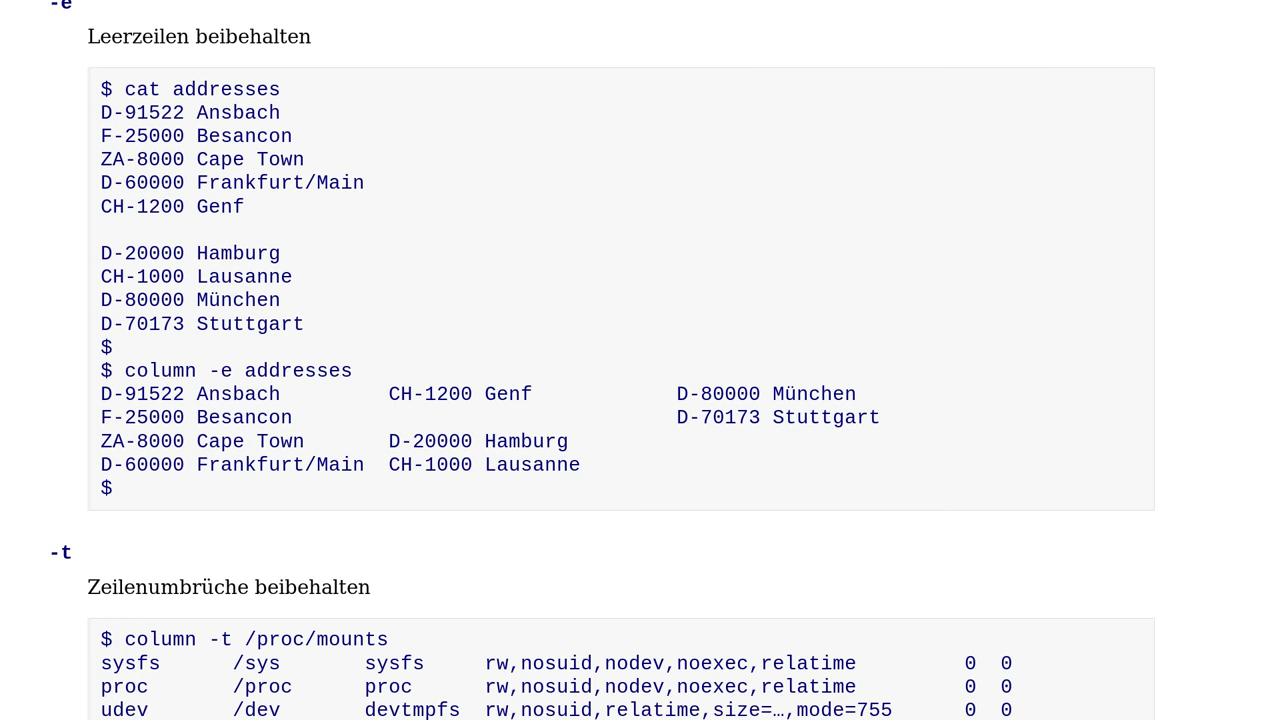 -e
Leerzeilen beibehalten
$ cat addresses
D-91522 Ansbach
F-25000 Besancon
ZA-8000 Cape Town
D-60000 Frankfurt/Main
CH-1200 Genf

D-20000 Hamburg
CH-1000 Lausanne
D-80000 München
D-70173 Stuttgart
$
$ column -e addresses
D-91522 Ansbach         CH-1200 Genf            D-80000 München
F-25000 Besancon                                D-70173 Stuttgart
ZA-8000 Cape Town       D-20000 Hamburg
D-60000 Frankfurt/Main  CH-1000 Lausanne
$
-t
Zeilenumbrüche beibehalten
$ column -t /proc/mounts
sysfs      /sys       sysfs     rw,nosuid,nodev,noexec,relatime         0  0
proc       /proc      proc      rw,nosuid,nodev,noexec,relatime         0  0
udev       /dev       devtmpfs  rw,nosuid,relatime,size=…,mode=755      0  0